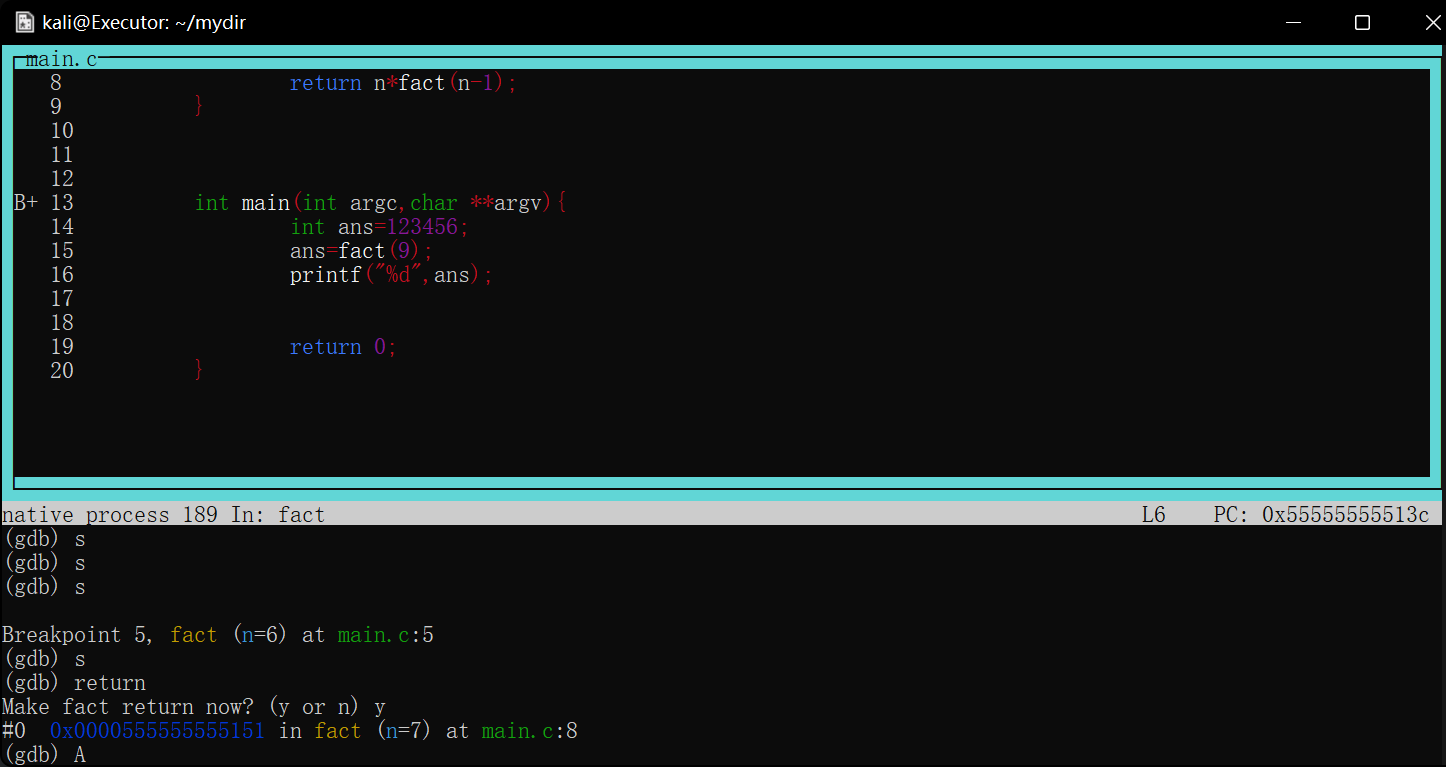 kali@Executor: ~/mydir
main.c
8 return n*fact(n-1);
9 }
10
11
12
B+ 13 int main(int argc,char **argv){
14 int ans=123456;
15 ans=fact(9);
16 printf("%d",ans);
17
18
19 return 0;
20 }
native process 189 In: fact L6 PC: 0x55555555513c
(gdb) s
(gdb) s
(gdb) s
Breakpoint 5, fact (n=6) at main.c:5
(gdb) s
(gdb) return
Make fact return now? (y or n) y
#0 0x0000555555555151 in fact (n=7) at main.c:8
(gdb) A